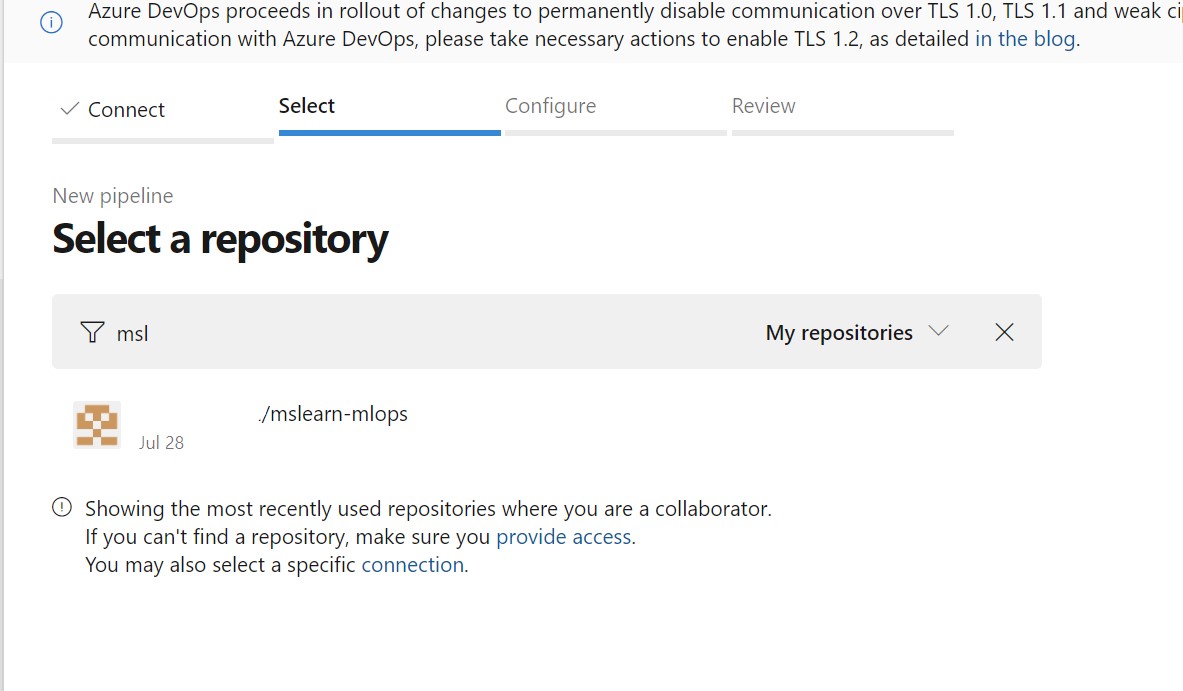 Azure DevOps proceeds in rollout of changes to permanently disable communication over TLS 1.0, TLS 1.1 and weak
communication with Azure DevOps, please take necessary actions to enable TLS 1.2, as detailed in the blog.
Connect
Select
Configure
Review
New pipeline
Select a repository
msl
My repositories
./mslearn-mlops
Jul 28
Showing the most recently used repositories where you are a collaborator.
If you can't find a repository, make sure you provide access.
You may also select a specific connection.